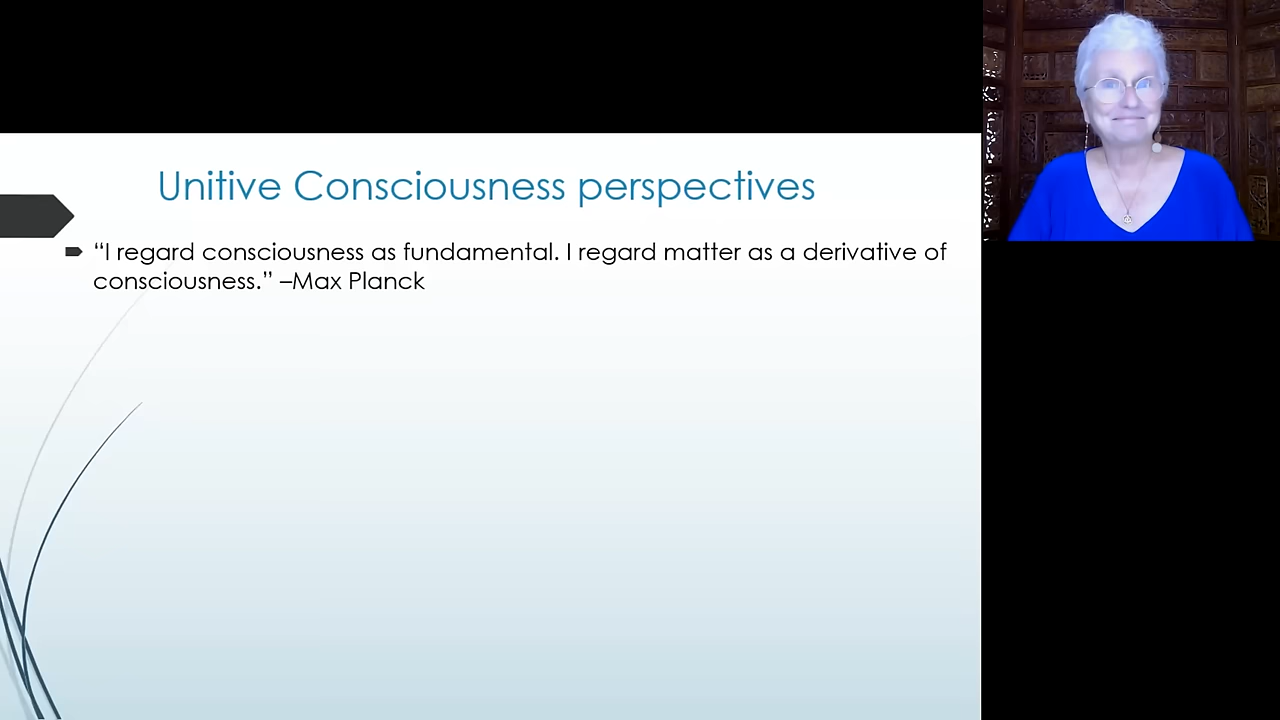 Unitive Consciousness perspectives
“I regard consciousness as fundamental. I regard matter as a derivative of
consciousness.” –Max Planck